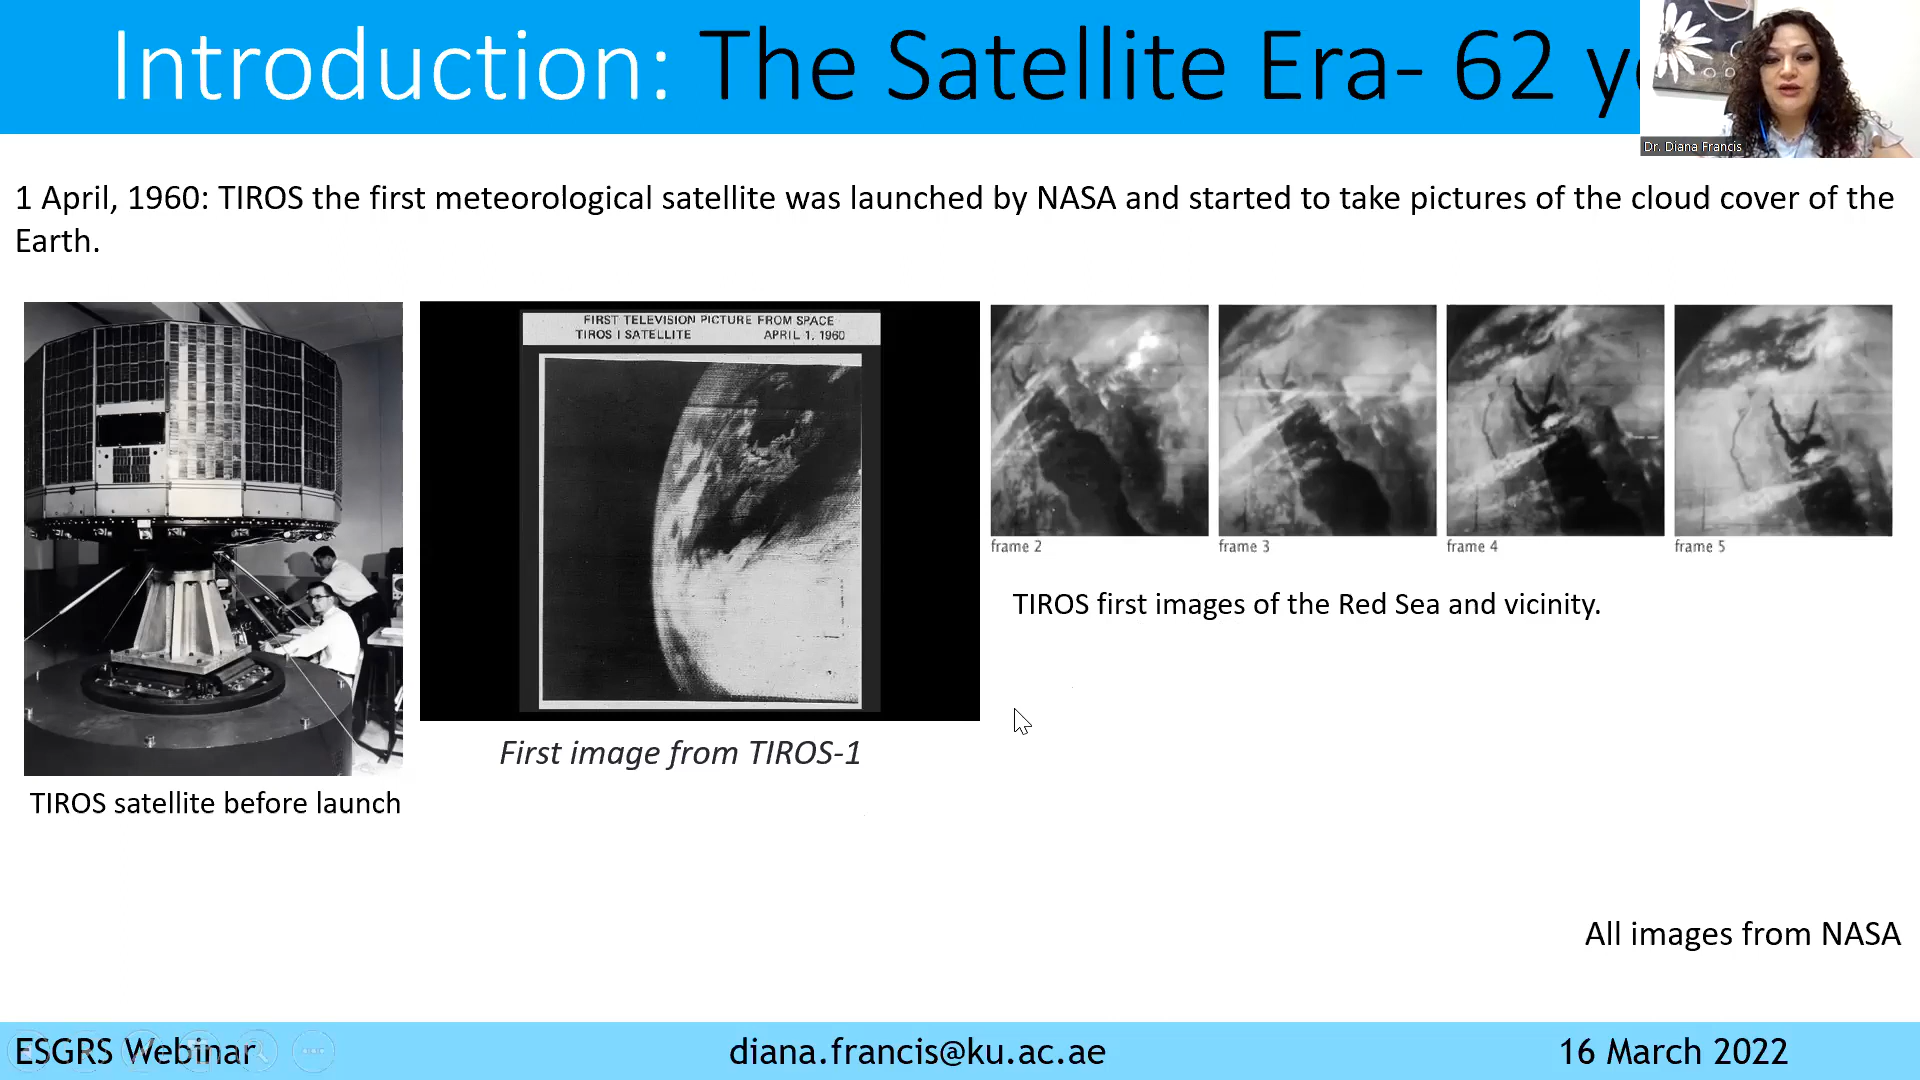 Introduction: The Satellite Era- 62
Dr. Diana Francis
1 April, 1960: TIROS the first meteorological satellite was launched by NASA and started to take pictures of the cloud cover of the
Earth.
FIRST TELEVISION PICTURE FROM SPACE
TIROS I SATELLITE APRIL 1, 1960
frame 2
frame 3
frame 4
frame 5
TIROS first images of the Red Sea and vicinity.
First image from TIROS-1
TIROS satellite before launch
All images from NASA
ESGRS Webinar
diana.francis@ku.ac.ae
16 March 2022